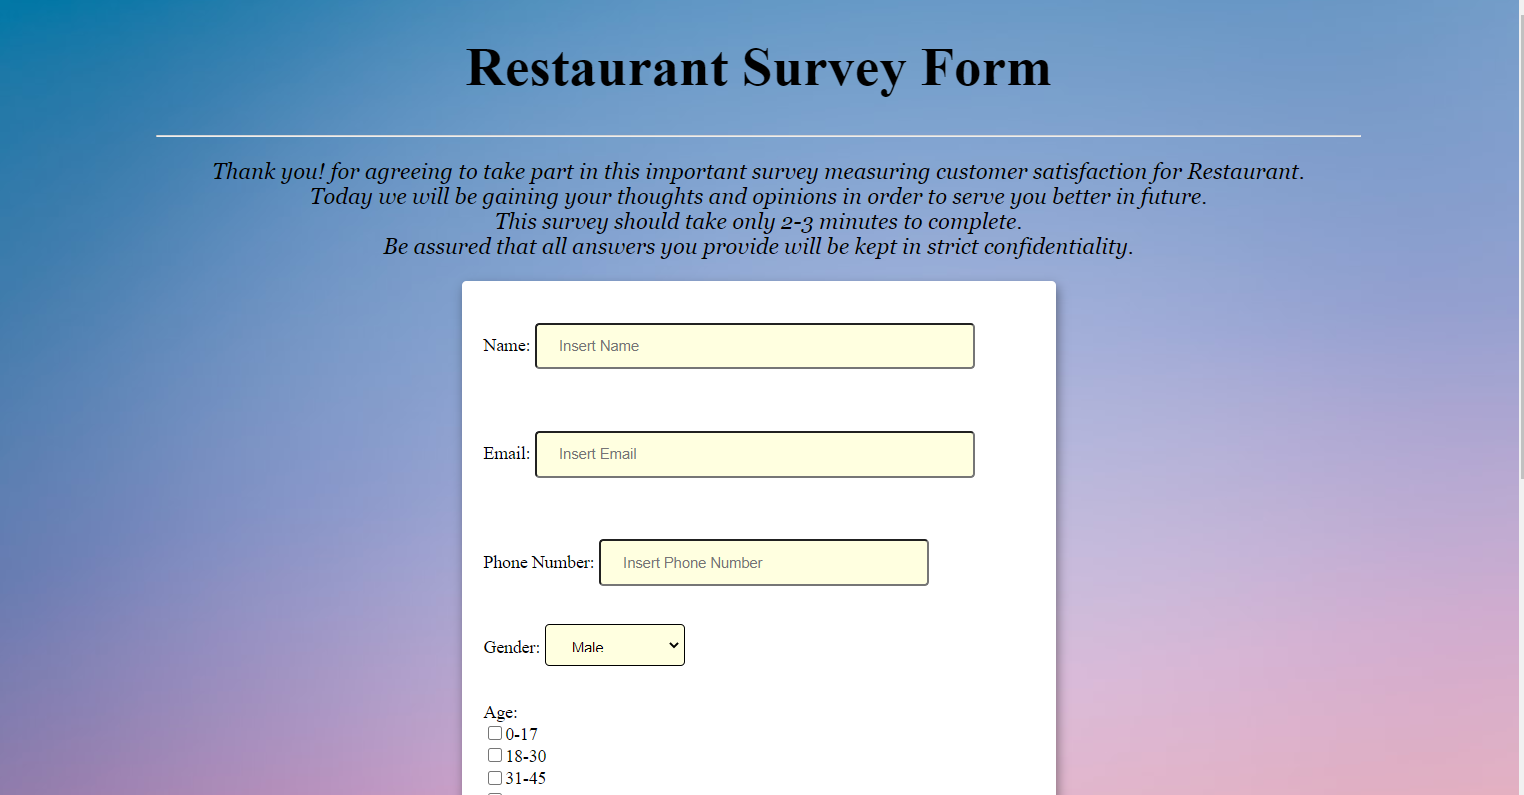 Restaurant Survey Form
Thank you! for agreeing to take part in this important survey measuring customer satisfaction for Restaurant.
Today we will be gaining your thoughts and opinions in order to serve you better in future.
This survey should take only 2-3 minutes to complete.
Be assured that all answers you provide will be kept in strict confidentiality.
Name: Insert Name
Email: Insert Email
Phone Number: Insert Phone Number
Gender: Male
Age:
0-17
18-30
31-45